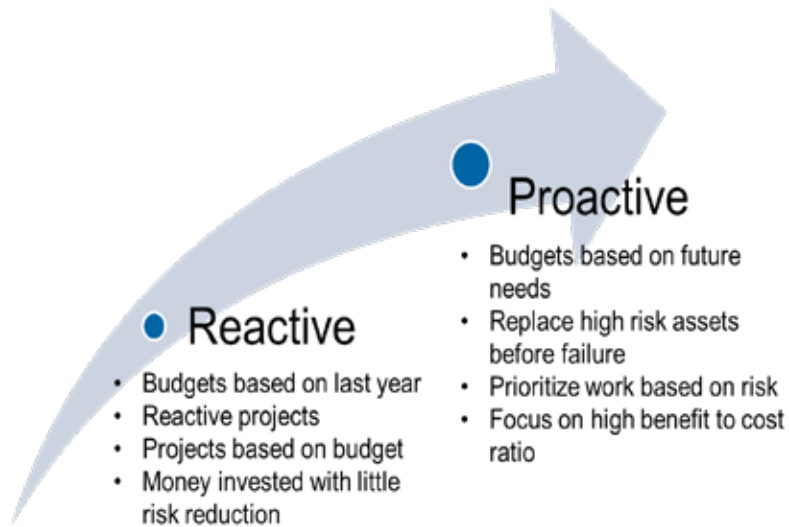 Reactive
• Budgets based on last year
• Reactive projects
• Projects based on budget
• Money invested with little
risk reduction
Proactive
• Budgets based on future
needs
• Replace high risk assets
before failure
• Prioritize work based on risk
• Focus on high benefit to cost
ratio